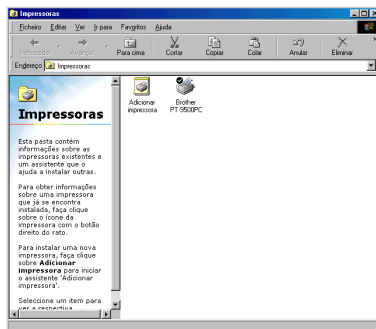 Impressoras
Ficheiro Editar Ver Ir para Favoritos Ajuda
Retroceder Avançar Para cima Cortar Copiar Colar Anular Eliminar
Endereço Impressoras
Impressoras
Esta pasta contém
informações sobre as
impressoras existentes e
um assistente que o
ajuda a instalar outras.
Para obter informações
sobre uma impressora
que já se encontra
instalada, faça clique
sobre o ícone da
impressora com o botão
direito do rato.
Para instalar uma nova
impressora, faça clique
sobre Adicionar
impressora para iniciar
o assistente 'Adicionar
impressora'.
Seleccione um item para
ver a respectiva
Adicionar
impressora
Brother
PT-9500PC